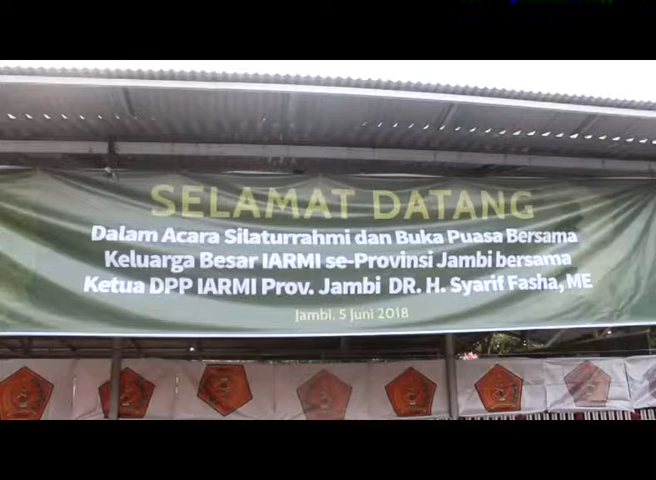 SELAMAT DATANG
Dalam Acara Silaturrahmi dan Buka Puasa Bersama
Keluarga Besar IARMI se-Provinsi Jambi bersama
Ketua DPP IARMI Prov. Jambi DR. H. Syarif Fasha, ME
Jambi. 5 Juni 2018